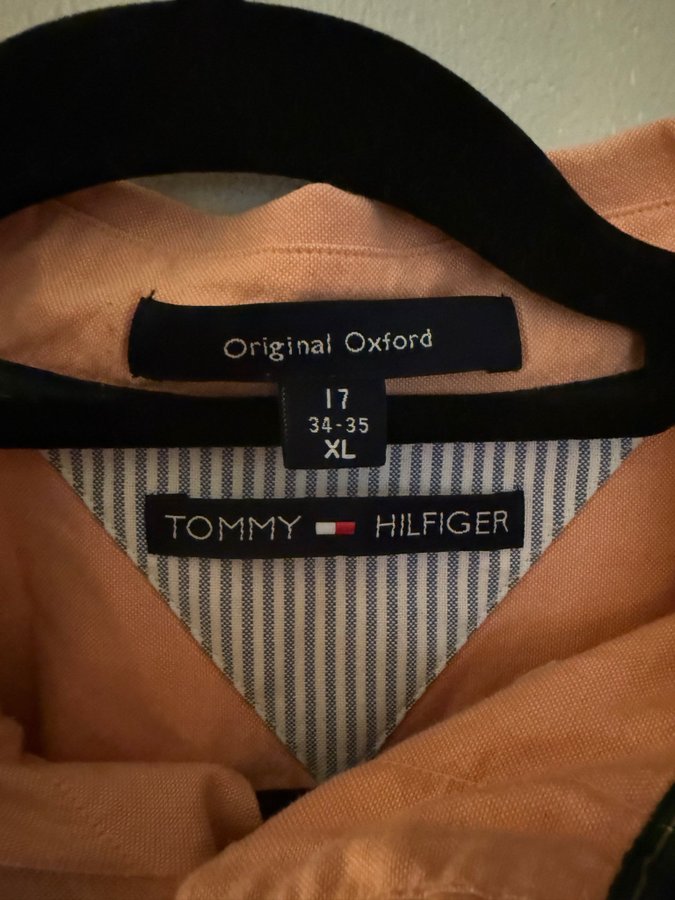 Original Oxford
17
34-35
XL
TOMMY HILFIGER